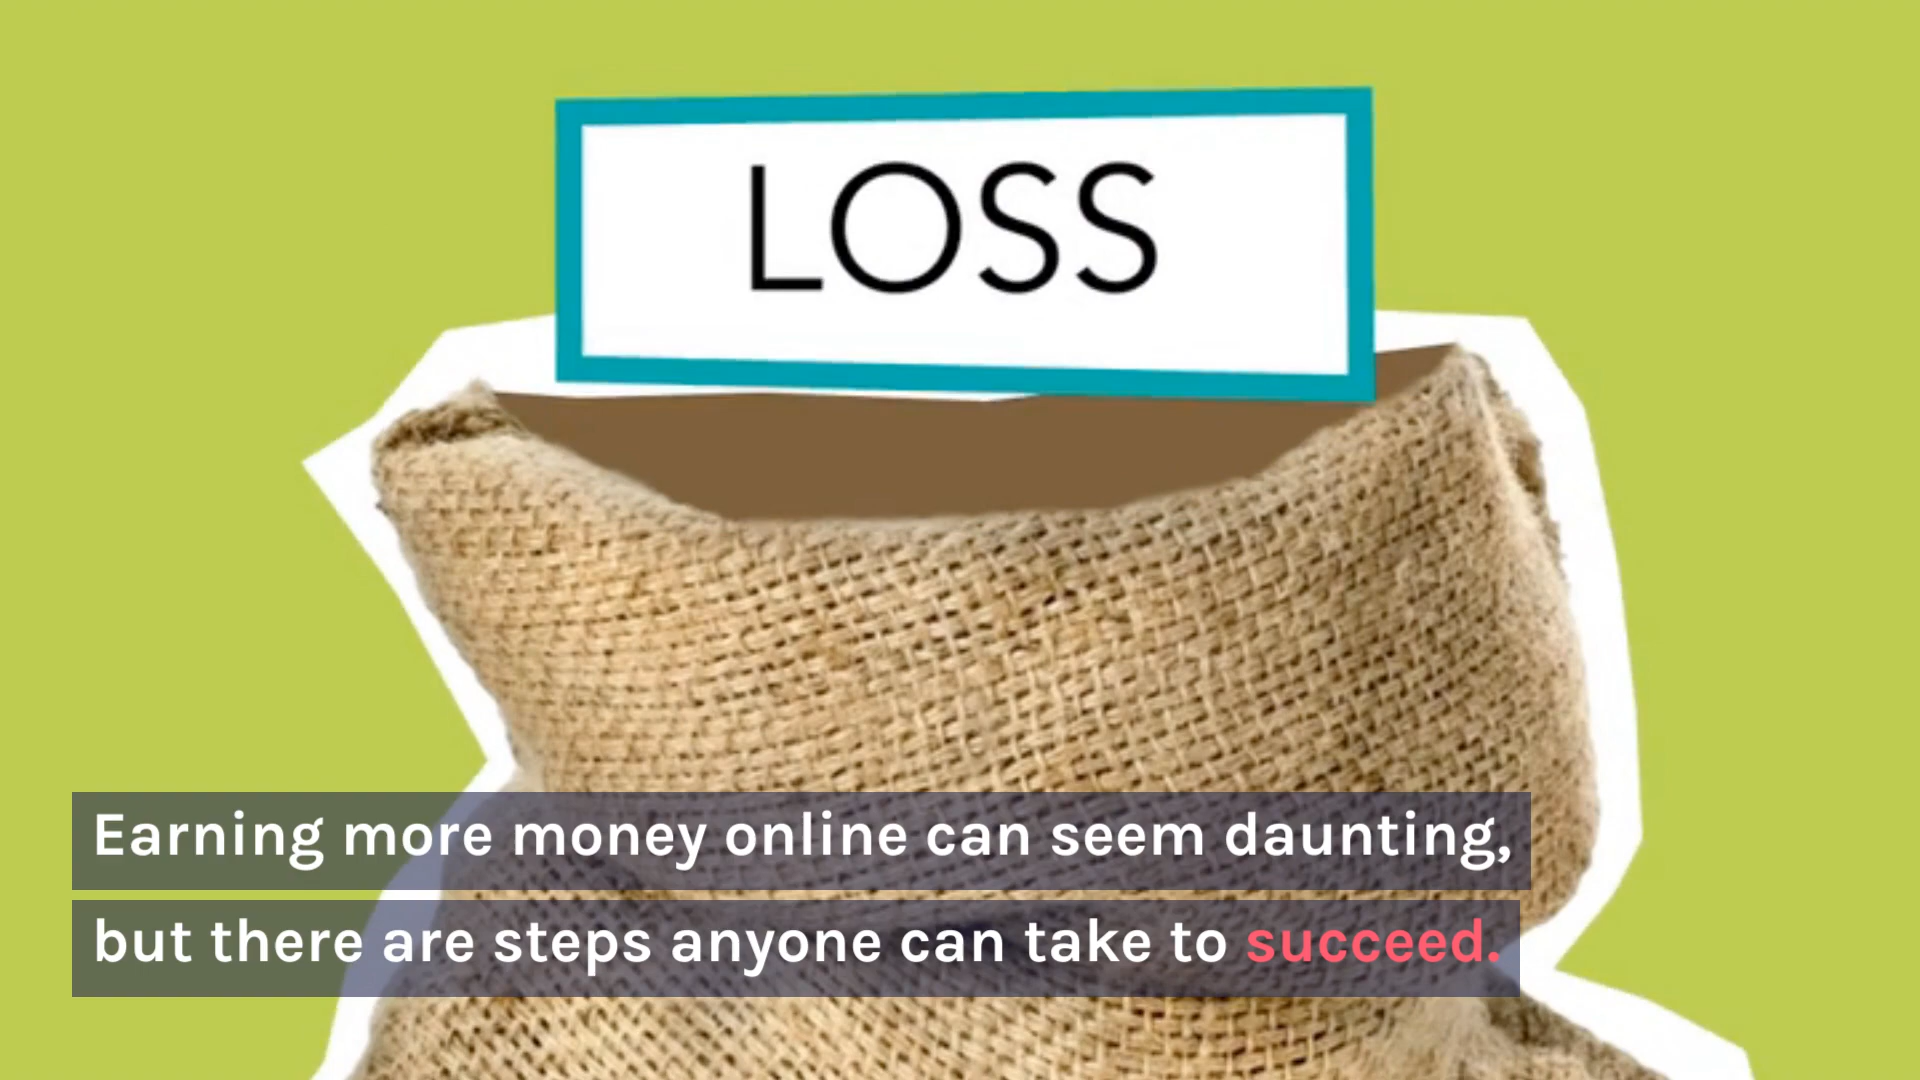 LOSS
Earning more money online can seem daunting,
but there are steps anyone can take to succeed.